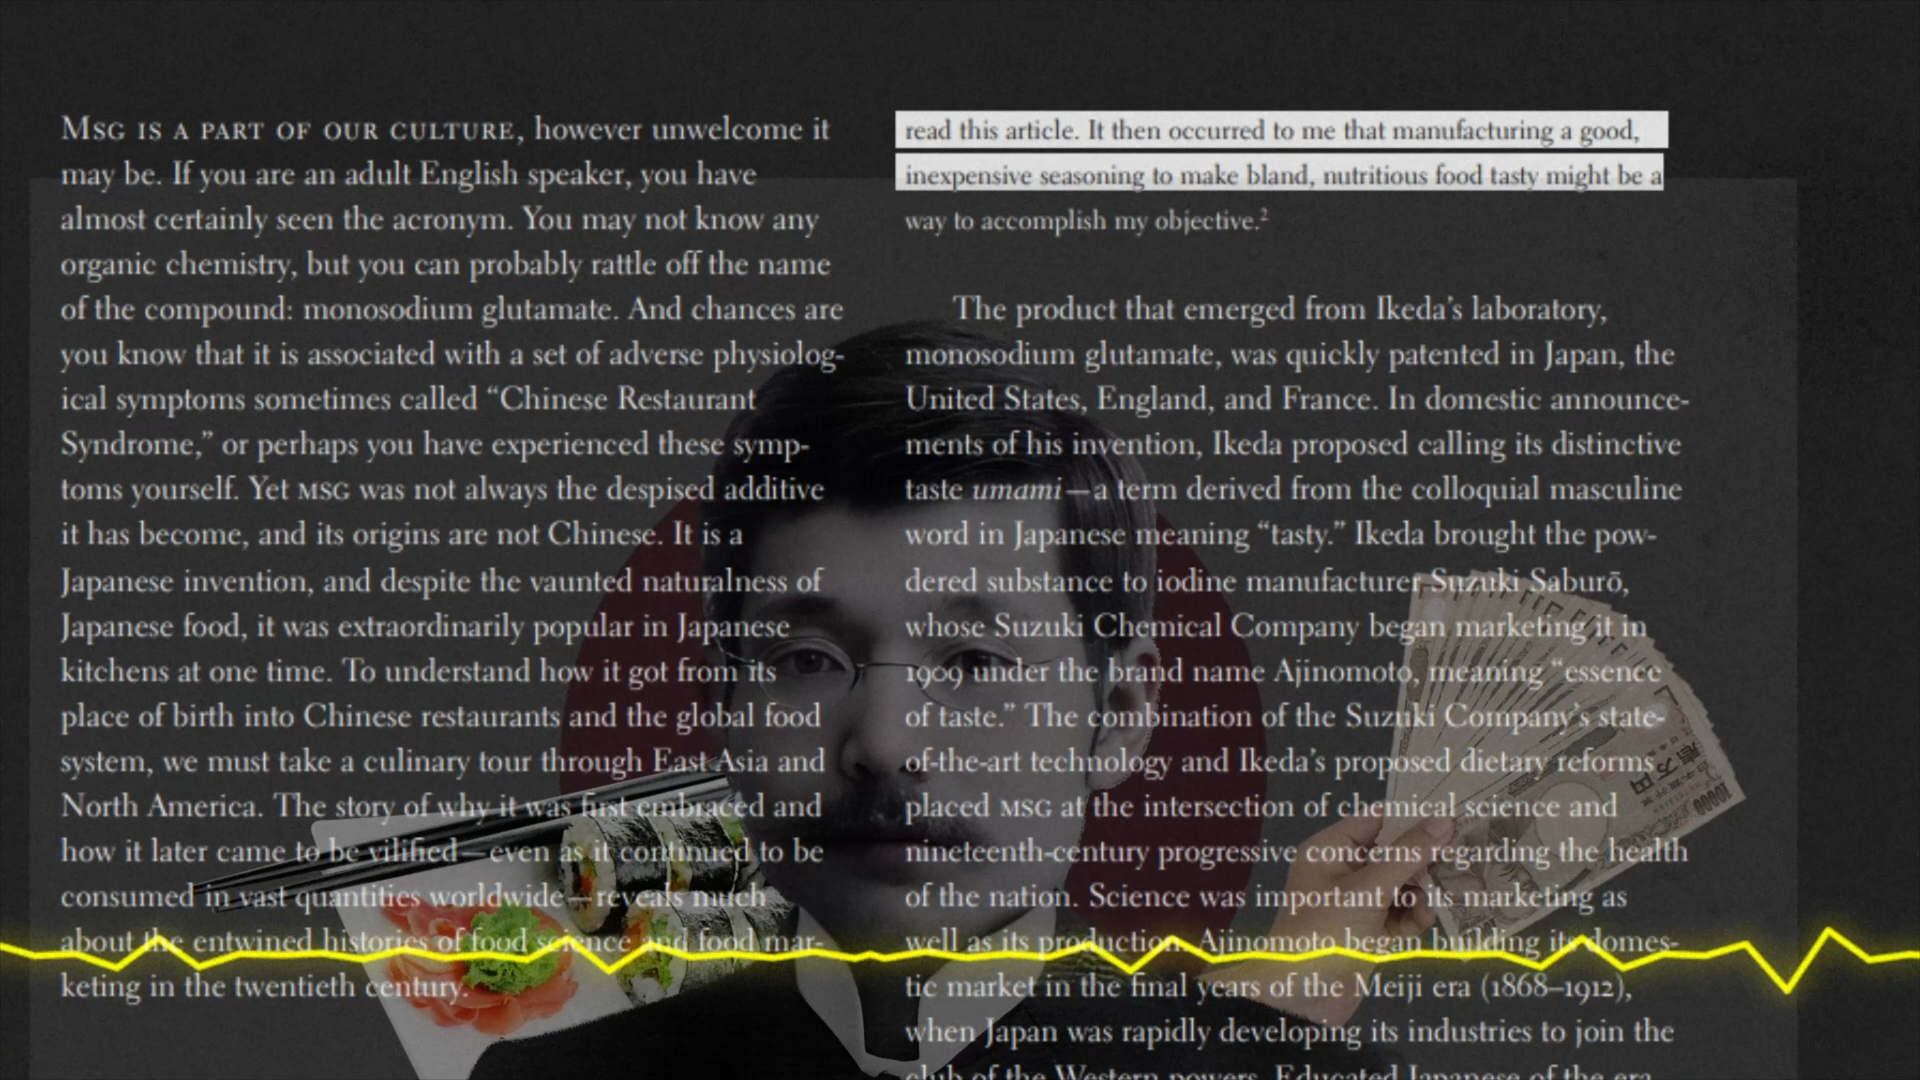 MSG IS A PART OF OUR CULTURE, however unwelcome it
may be. If you are an adult English speaker, you have
almost certainly seen the acronym. You may not know any
organic chemistry, but you can probably rattle off the name
of the compound: monosodium glutamate. And chances are
you know that it is associated with a set of adverse physiolog-
ical symptoms sometimes called “Chinese Restaurant
Syndrome,” or perhaps you have experienced these symp-
toms yourself. Yet MSG was not always the despised additive
it has become, and its origins are not Chinese. It is a
Japanese invention, and despite the vaunted naturalness of
Japanese food, it was extraordinarily popular in Japanese
kitchens at one time. To understand how it got from its
place of birth into Chinese restaurants and the global food
system, we must take a culinary tour through East Asia and
North America. The story of why it was first embraced and
how it later came to be vilified—even as it continued to be
consumed in vast quantities worldwide—reveals much
about the entwined histories of food science and food mar-
keting in the twentieth century.
read this article. It then occurred to me that manufacturing a good,
inexpensive seasoning to make bland, nutritious food tasty might be a
way to accomplish my objective.²
The product that emerged from Ikeda’s laboratory,
monosodium glutamate, was quickly patented in Japan, the
United States, England, and France. In domestic announce-
ments of his invention, Ikeda proposed calling its distinctive
taste umami—a term derived from the colloquial masculine
word in Japanese meaning “tasty.” Ikeda brought the pow-
dered substance to iodine manufacturer Suzuki Saburō,
whose Suzuki Chemical Company began marketing it in
1909 under the brand name Ajinomoto, meaning “essence
of taste.” The combination of the Suzuki Company’s state-
of-the-art technology and Ikeda’s proposed dietary reforms
placed MSG at the intersection of chemical science and
nineteenth-century progressive concerns regarding the health
of the nation. Science was important to its marketing as
well as its production. Ajinomoto began building its domes-
tic market in the final years of the Meiji era (1868–1912),
when Japan was rapidly developing its industries to join the
club of the Western powers. Educated Japanese of the era
10000